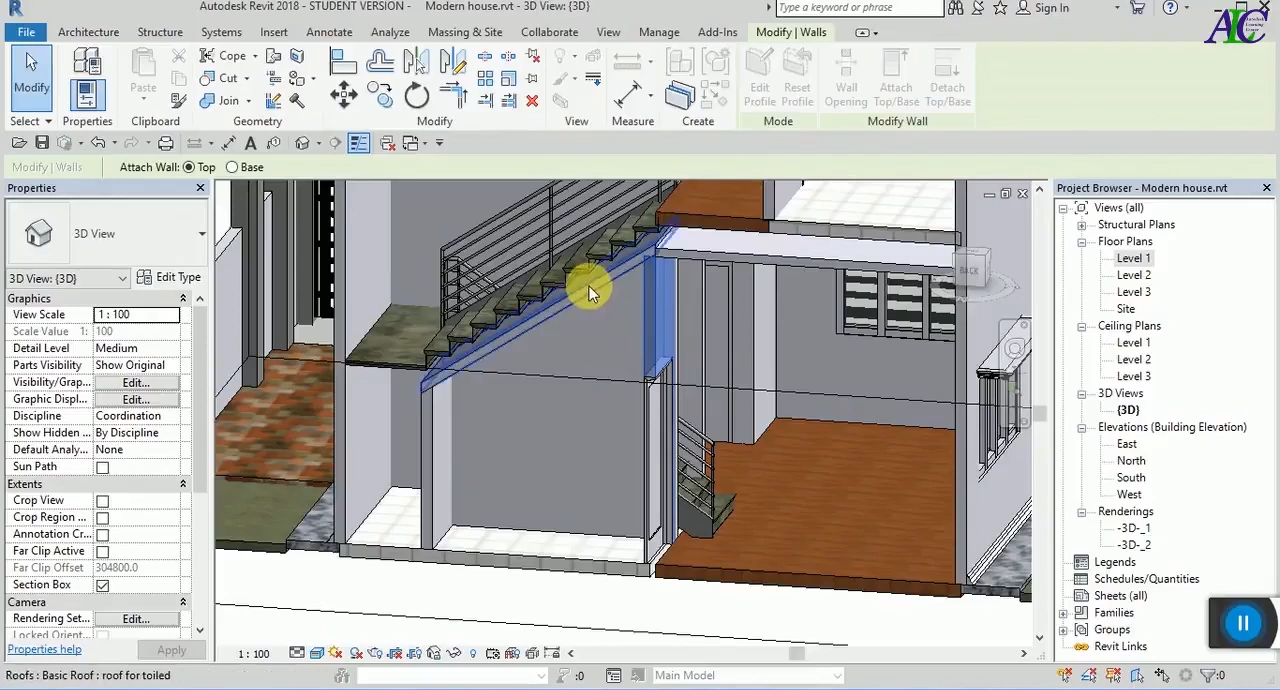 Autodesk Revit 2018 - STUDENT VERSION - Modern house.rvt - 3D View: {3D}
Type a keyword or phrase
Sign In
ALC
File Architecture Structure Systems Insert Annotate Analyze Massing & Site Collaborate View Manage Add-Ins Modify | Walls
Modify Paste Cope Cut Join Edit Profile Reset Profile Wall Opening Attach Top/Base Detach Top/Base
Select Properties Clipboard Geometry Modify View Measure Create Mode Modify Wall
Modify | Walls Attach Wall: Top Base
Properties
3D View
3D View: {3D} Edit Type
Graphics
View Scale 1 : 100
Scale Value 1: 100
Detail Level Medium
Parts Visibility Show Original
Visibility/Grap... Edit...
Graphic Displ... Edit...
Discipline Coordination
Show Hidden ... By Discipline
Default Analy... None
Sun Path
Extents
Crop View
Crop Region ...
Annotation Cr...
Far Clip Active
Far Clip Offset 304800.0
Section Box
Camera
Rendering Set... Edit...
Locked Orient...
Properties help Apply
BACK
Project Browser - Modern house.rvt
Views (all)
Structural Plans
Floor Plans
Level 1
Level 2
Level 3
Site
Ceiling Plans
Level 1
Level 2
Level 3
3D Views
{3D}
Elevations (Building Elevation)
East
North
South
West
Renderings
-3D-_1
-3D-_2
Legends
Schedules/Quantities
Sheets (all)
Families
Groups
Revit Links
1 : 100
Roofs : Basic Roof : roof for toiled
:0
Main Model
:0